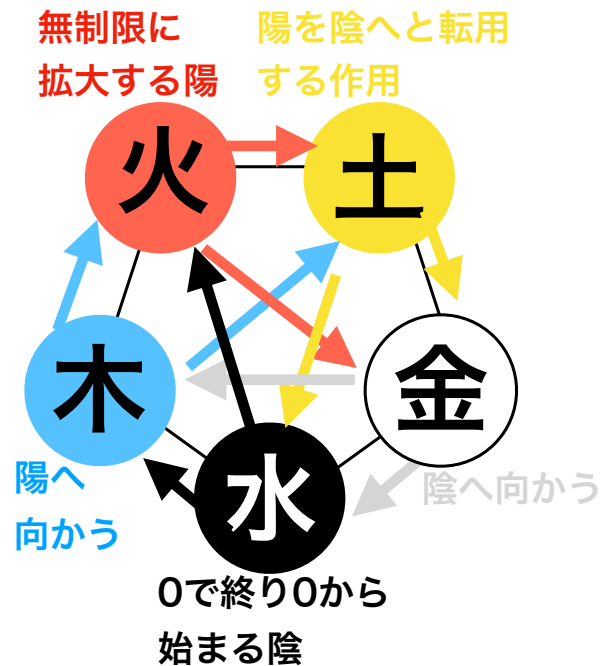 無制限に
拡大する陽
陽を陰へと転用
する作用
火
土
木
金
水
陽へ
向かう
陰へ向かう
0で終り0から
始まる陰